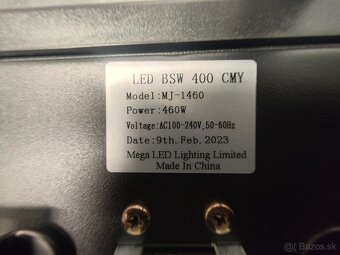 LED BSW 400 CMY
Model:MJ-1460
Power:460W
Voltage:AC100-240V,50-60Hz
Date:9th.Feb.2023
Mega LED Lighting Limited
Made In China
bazos.sk